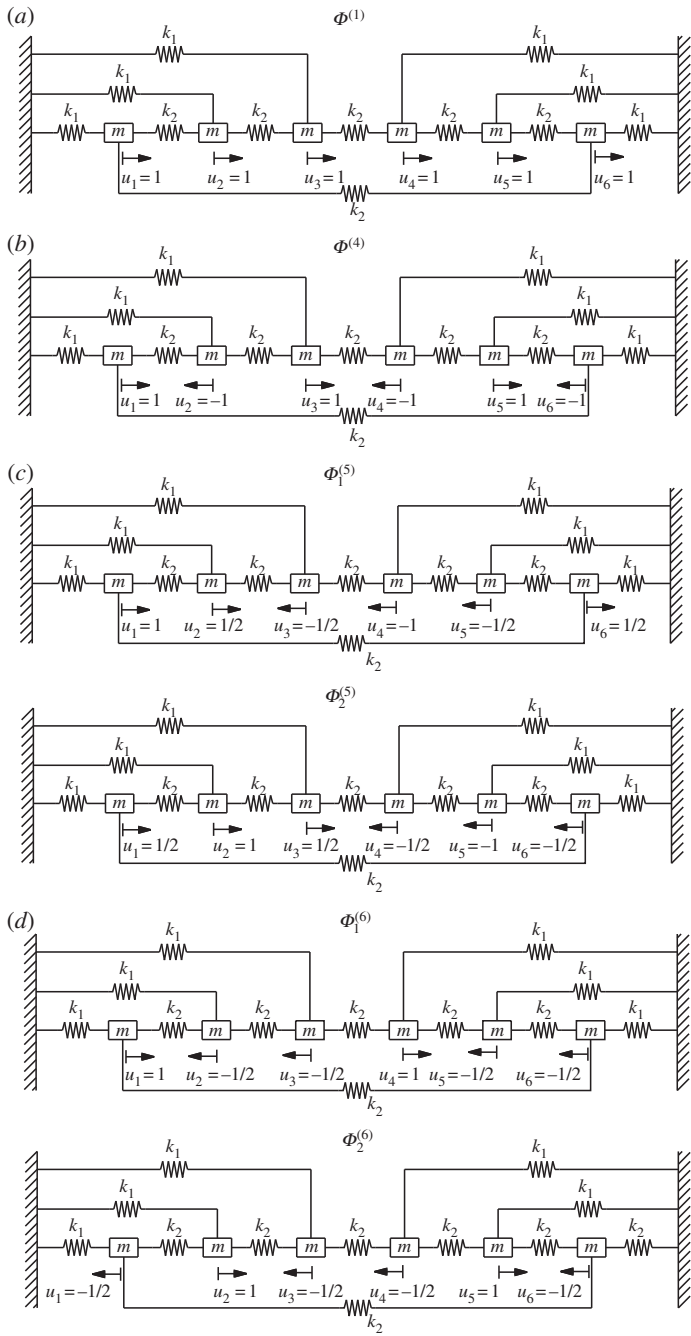 (a) Φ(1)
k1 k1
k1 k1
k1 m k2 m k2 m k2 m k2 m k2 m k1
u1 = 1 u2 = 1 u3 = 1 u4 = 1 u5 = 1 u6 = 1
k2
(b) Φ(4)
k1 k1
k1 k1
k1 m k2 m k2 m k2 m k2 m k2 m k1
u1 = 1 u2 = −1 u3 = 1 u4 = −1 u5 = 1 u6 = −1
k2
(c) Φ1(5)
k1 k1
k1 k1
k1 m k2 m k2 m k2 m k2 m k2 m k1
u1 = 1 u2 = 1/2 u3 = −1/2 u4 = −1 u5 = −1/2 u6 = 1/2
k2
Φ2(5)
k1 k1
k1 k1
k1 m k2 m k2 m k2 m k2 m k2 m k1
u1 = 1/2 u2 = 1 u3 = 1/2 u4 = −1/2 u5 = −1 u6 = −1/2
k2
(d) Φ1(6)
k1 k1
k1 k1
k1 m k2 m k2 m k2 m k2 m k2 m k1
u1 = 1 u2 = −1/2 u3 = −1/2 u4 = 1 u5 = −1/2 u6 = −1/2
k2
Φ2(6)
k1 k1
k1 k1
k1 m k2 m k2 m k2 m k2 m k2 m k2
u1 = −1/2 u2 = 1 u3 = −1/2 u4 = −1/2 u5 = 1 u6 = −1/2
k2